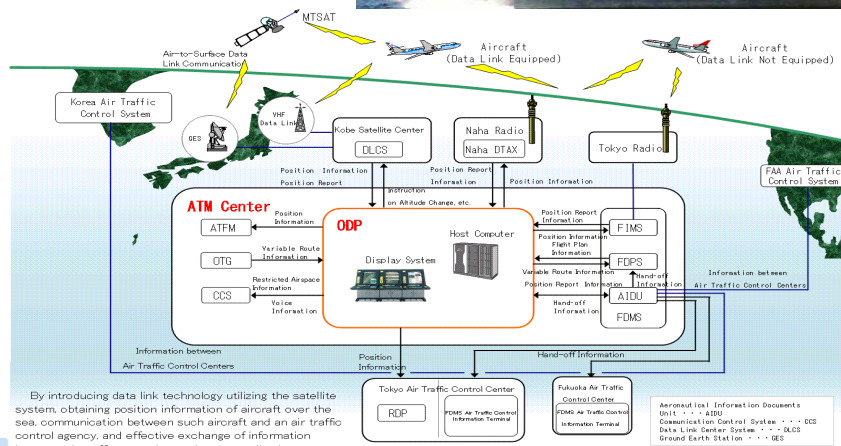 MTSAT
Air-to-Surface Data
Link Communication
Aircraft
(Data Link Equipped)
Aircraft
(Data Link Not Equipped)
Korea Air Traffic
Control System
GES
VHF
Data Link
Kobe Satellite Center
DLCS
Naha Radio
Naha DTAX
Tokyo Radio
FAA Air Traffic
Control System
Position Information
Position Report
Instruction
on Altitude Change, etc.
Position Report
Information
Position Information
ATM Center
ODP
ATFM
Position
Information
OTG
Variable Route
Information
CCS
Restricted Airspace
Information
Voice
Information
Display System
Host Computer
Position Report
Information
Position Information
Flight Plan
Information
Variable Route Information
Position Report Information
Hand-off
Information
FIMS
FDPS
Hand-off
Information
AIDU
FDMS
Information between
Air Traffic Control Centers
Information between
Air Traffic Control Centers
Position
Information
Hand-off Information
Tokyo Air Traffic Control Center
RDP
FDMS Air Traffic Control
Information Terminal
Fukuoka Air Traffic
Control Center
FDMS Air Traffic Control
Information Terminal
Aeronautical Information Documents
Unit ・・・AIDU
Communication Control System ・・・CCS
Data Link Center System ・・・DLCS
Ground Earth Station ・・・GES
By introducing data link technology utilizing the satellite
system, obtaining position information of aircraft over the
sea, communication between such aircraft and an air traffic
control agency, and effective exchange of information